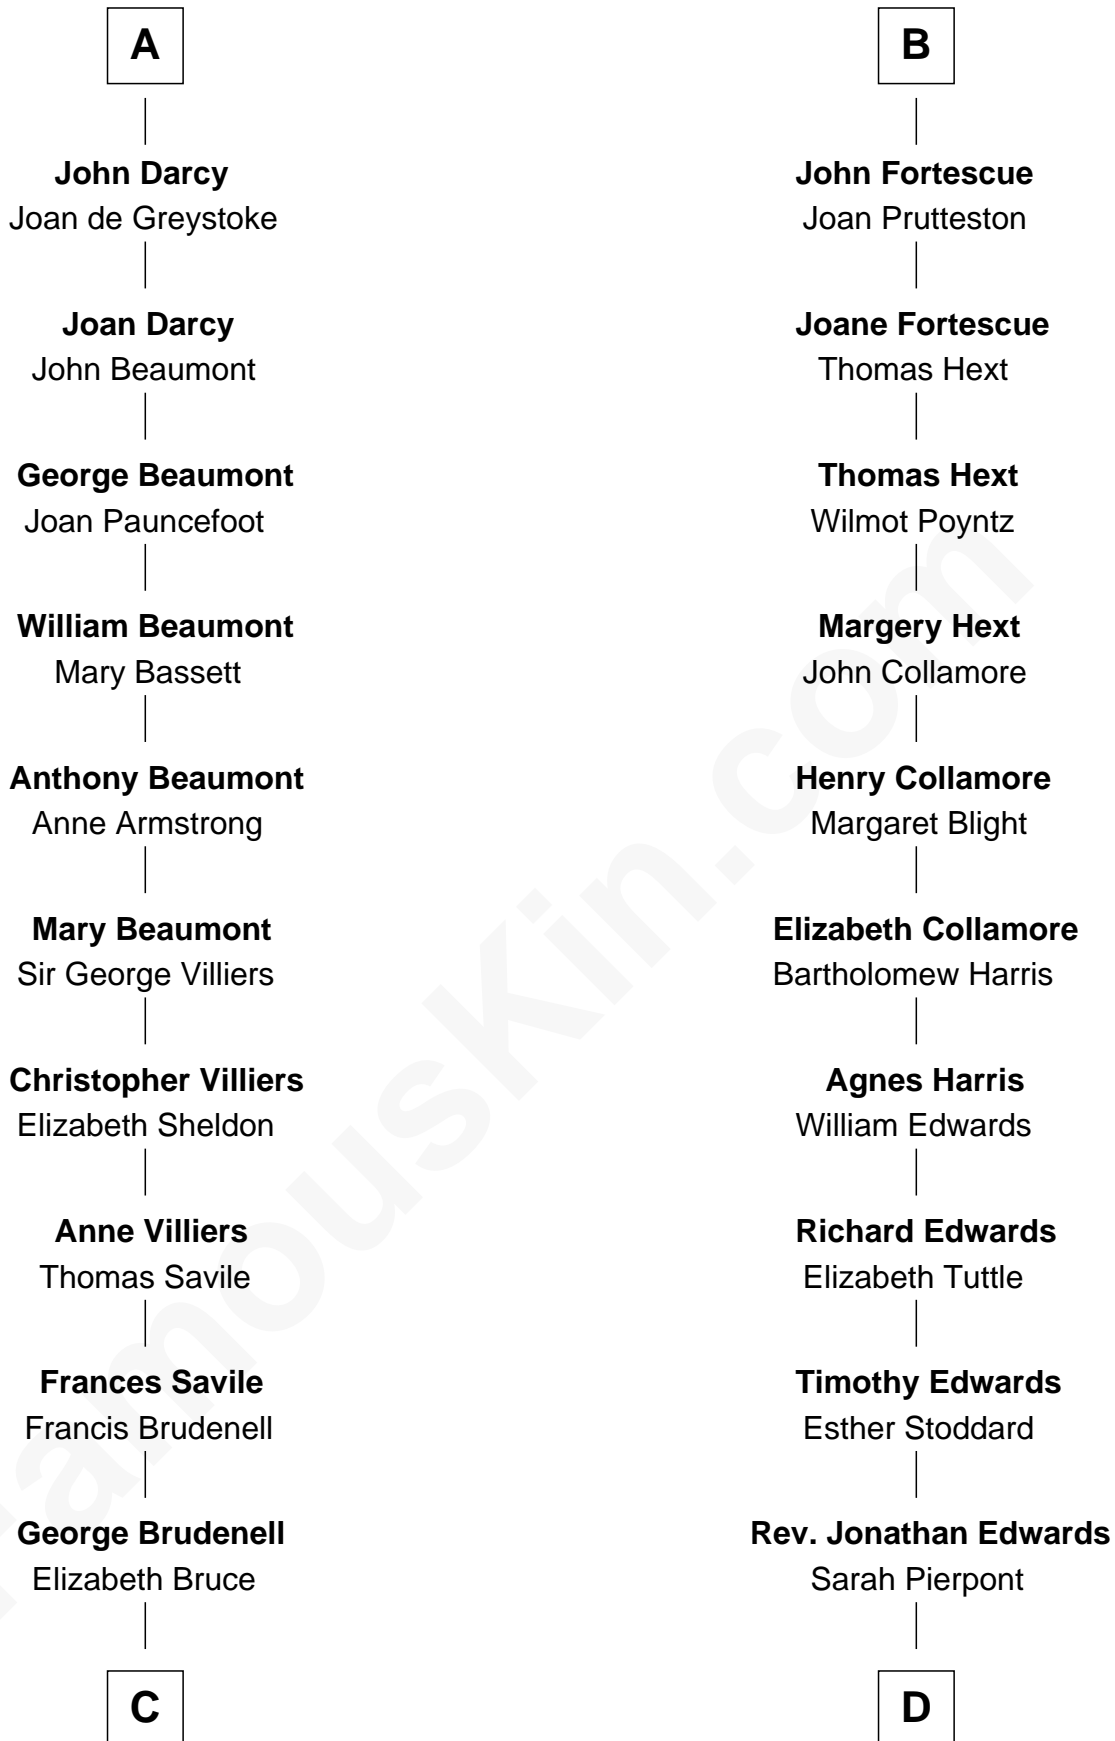 A
John Darcy
Joan de Greystoke
Joan Darcy
John Beaumont
George Beaumont
Joan Pauncefoot
William Beaumont
Mary Bassett
Anthony Beaumont
Anne Armstrong
Mary Beaumont
Sir George Villiers
Christopher Villiers
Elizabeth Sheldon
Anne Villiers
Thomas Savile
Frances Savile
Francis Brudenell
George Brudenell
Elizabeth Bruce
C
B
John Fortescue
Joan Prutteston
Joane Fortescue
Thomas Hext
Thomas Hext
Wilmot Poyntz
Margery Hext
John Collamore
Henry Collamore
Margaret Blight
Elizabeth Collamore
Bartholomew Harris
Agnes Harris
William Edwards
Richard Edwards
Elizabeth Tuttle
Timothy Edwards
Esther Stoddard
Rev. Jonathan Edwards
Sarah Pierpont
D
FamousKin.com